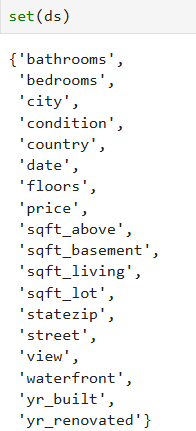 set(ds)
{'bathrooms',
'bedrooms',
'city',
'condition',
'country',
'date',
'floors',
'price',
'sqft_above',
'sqft_basement',
'sqft_living',
'sqft_lot',
'statezip',
'street',
'view',
'waterfront',
'yr_built',
'yr_renovated'}